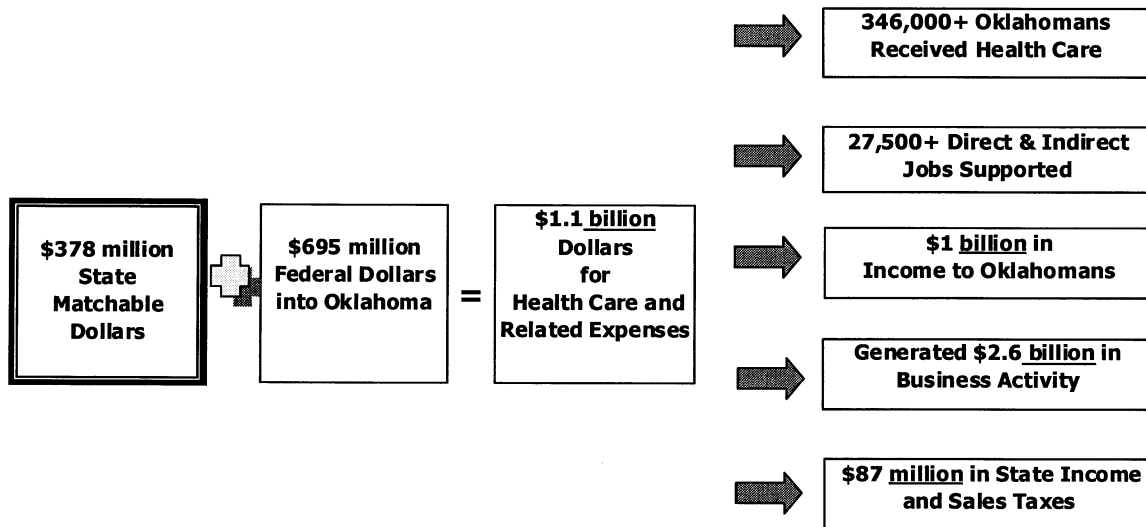 $378 million
State
Matchable
Dollars
$695 million
Federal Dollars
into Oklahoma
=
$1.1 billion
Dollars
for
Health Care and
Related Expenses
346,000+ Oklahomans
Received Health Care
27,500+ Direct & Indirect
Jobs Supported
$1 billion in
Income to Oklahomans
Generated $2.6 billion in
Business Activity
$87 million in State Income
and Sales Taxes